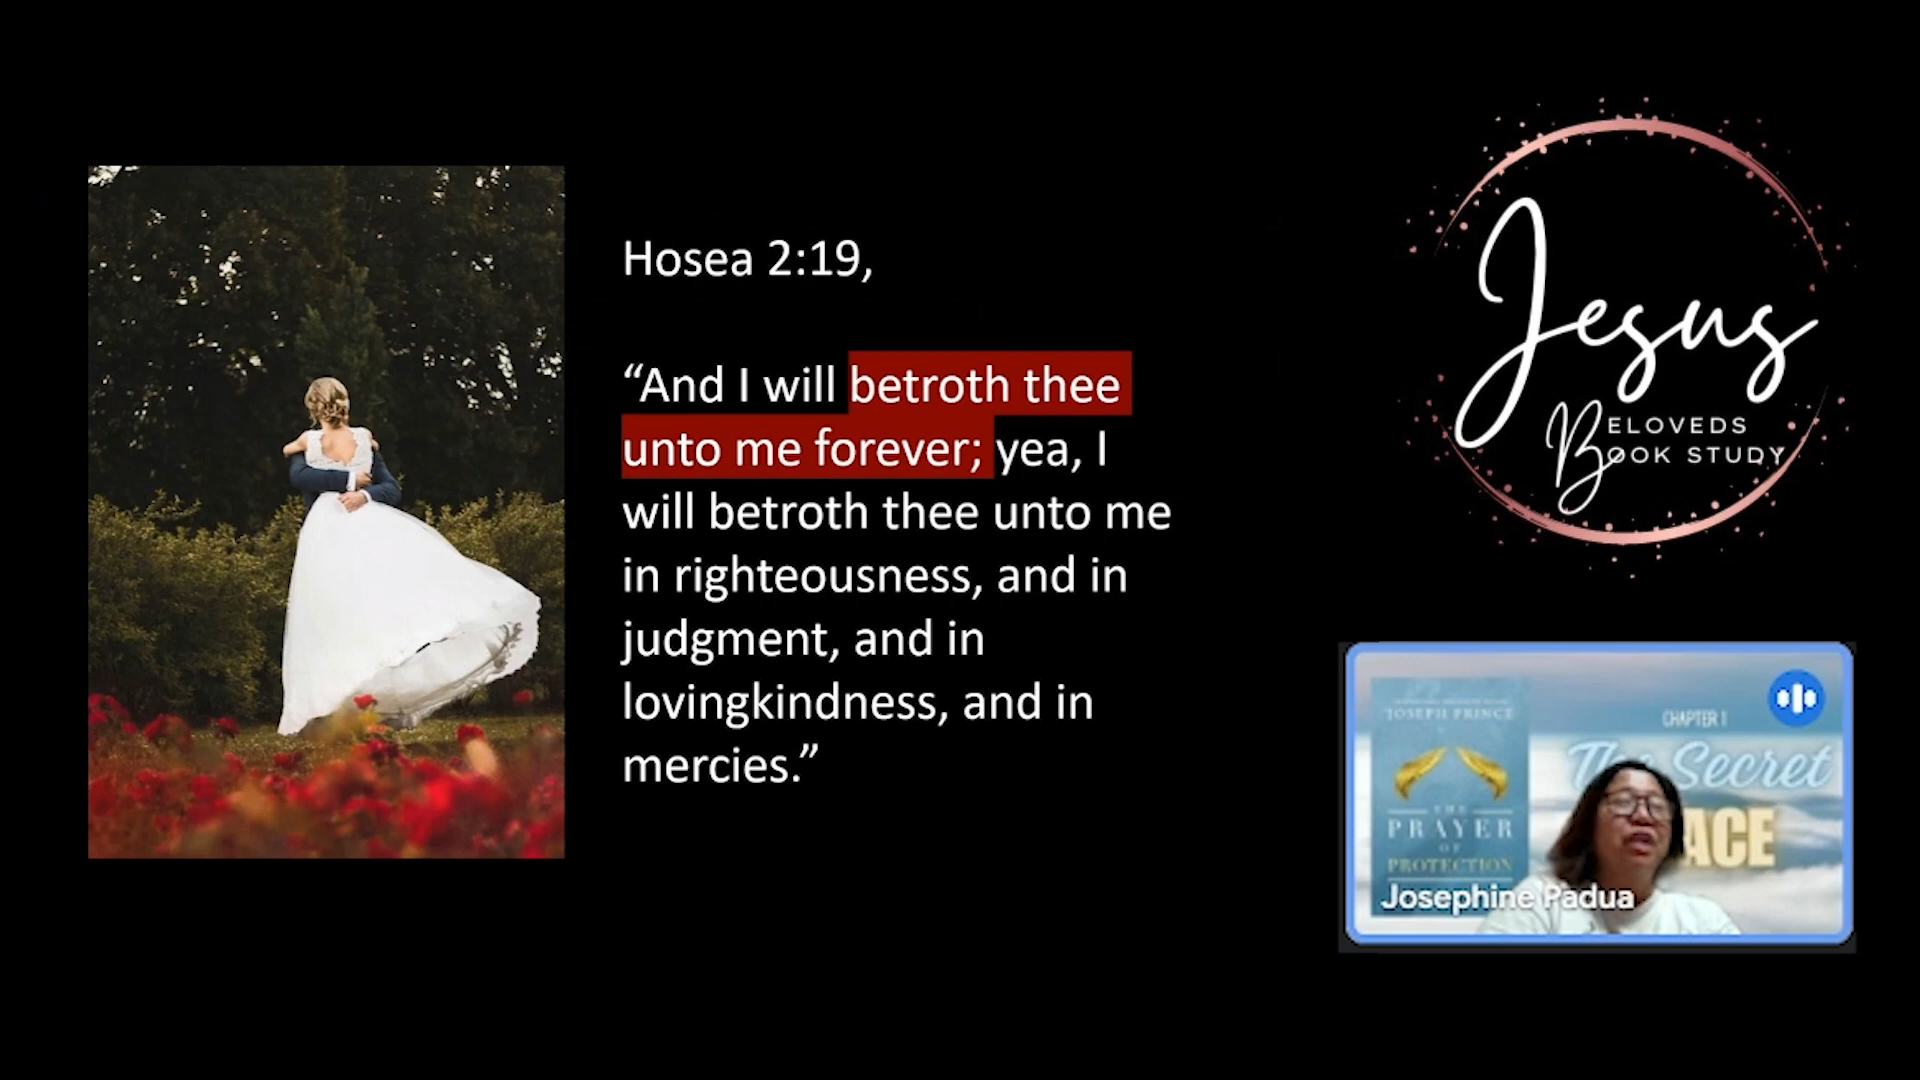 Hosea 2:19,
“And I will betroth thee
unto me forever; yea, I
will betroth thee unto me
in righteousness, and in
judgment, and in
lovingkindness, and in
mercies.”
Jesus
BELOVEDS
BOOK STUDY
JOSEPH PRINCE
THE
PRAYER
OF
PROTECTION
CHAPTER 1
The Secret
ACE
Josephine Padua